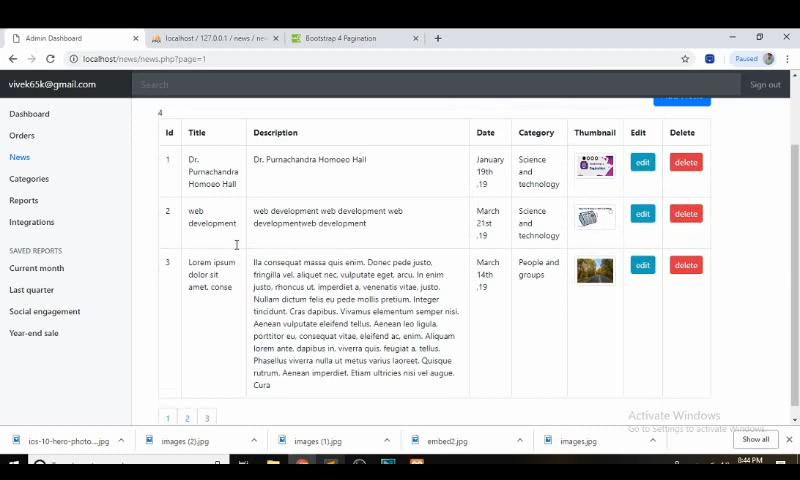 Admin Dashboard
localhost / 127.0.0.1 / news / ne
Bootstrap 4 Pagination
localhost/news/news.php?page=1
Paused
vivek65k@gmail.com
Search
Sign out
Dashboard
Orders
News
Categories
Reports
Integrations
SAVED REPORTS
Current month
Last quarter
Social engagement
Year-end sale
4
Id Title Description Date Category Thumbnail Edit Delete
1 Dr. Purnachandra Homoeo Hall Dr. Purnachandra Homoeo Hall January 19th ,19 Science and technology edit delete
2 web development web development web development web developmentweb development March 21st ,19 Science and technology edit delete
3 Lorem ipsum dolor sit amet, conse
lla consequat massa quis enim. Donec pede justo,
fringilla vel, aliquet nec, vulputate eget, arcu. In enim
justo, rhoncus ut, imperdiet a, venenatis vitae, justo.
Nullam dictum felis eu pede mollis pretium. Integer
tincidunt. Cras dapibus. Vivamus elementum semper nisi.
Aenean vulputate eleifend tellus. Aenean leo ligula,
porttitor eu, consequat vitae, eleifend ac, enim. Aliquam
lorem ante, dapibus in, viverra quis, feugiat a, tellus.
Phasellus viverra nulla ut metus varius laoreet. Quisque
rutrum. Aenean imperdiet. Etiam ultricies nisi vel augue.
Cura
March 14th ,19 People and groups edit delete
1 2 3
Activate Windows
Go to Settings to activate Windows.
ios-10-hero-photo....jpg
images (2).jpg
images (1).jpg
embed2.jpg
images.jpg
Show all
8:44 PM